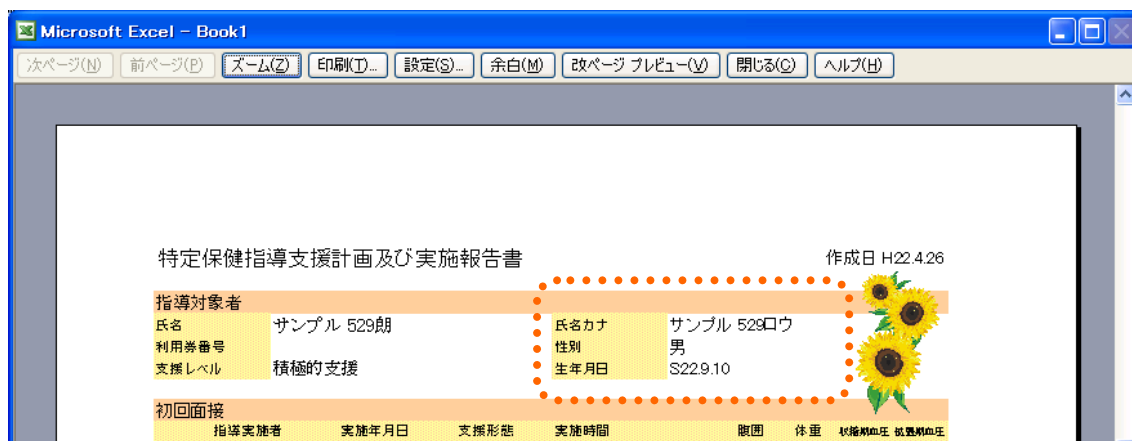 Microsoft Excel - Book1
次ページ(N) 前ページ(P) ズーム(Z) 印刷(T)... 設定(S)... 余白(M) 改ページ プレビュー(V) 閉じる(C) ヘルプ(H)
特定保健指導支援計画及び実施報告書 作成日 H22.4.26
指導対象者
氏名 サンプル 529朗 氏名カナ サンプル 529ロウ
利用券番号 性別 男
支援レベル 積極的支援 生年月日 S22.9.10
初回面接
指導実施者 実施年月日 支援形態 実施時間 腹囲 体重 収縮期血圧 拡張期血圧